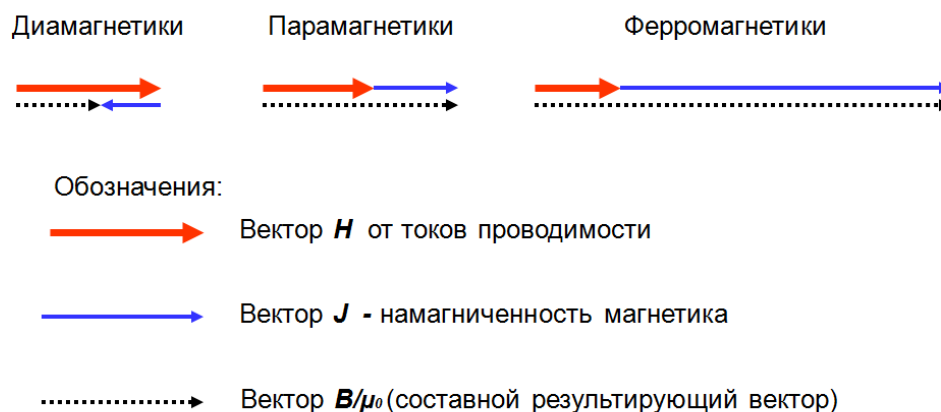 Диамагнетики Парамагнетики Ферромагнетики
Обозначения:
Вектор H от токов проводимости
Вектор J - намагниченность магнетика
Вектор B/μ₀ (составной результирующий вектор)